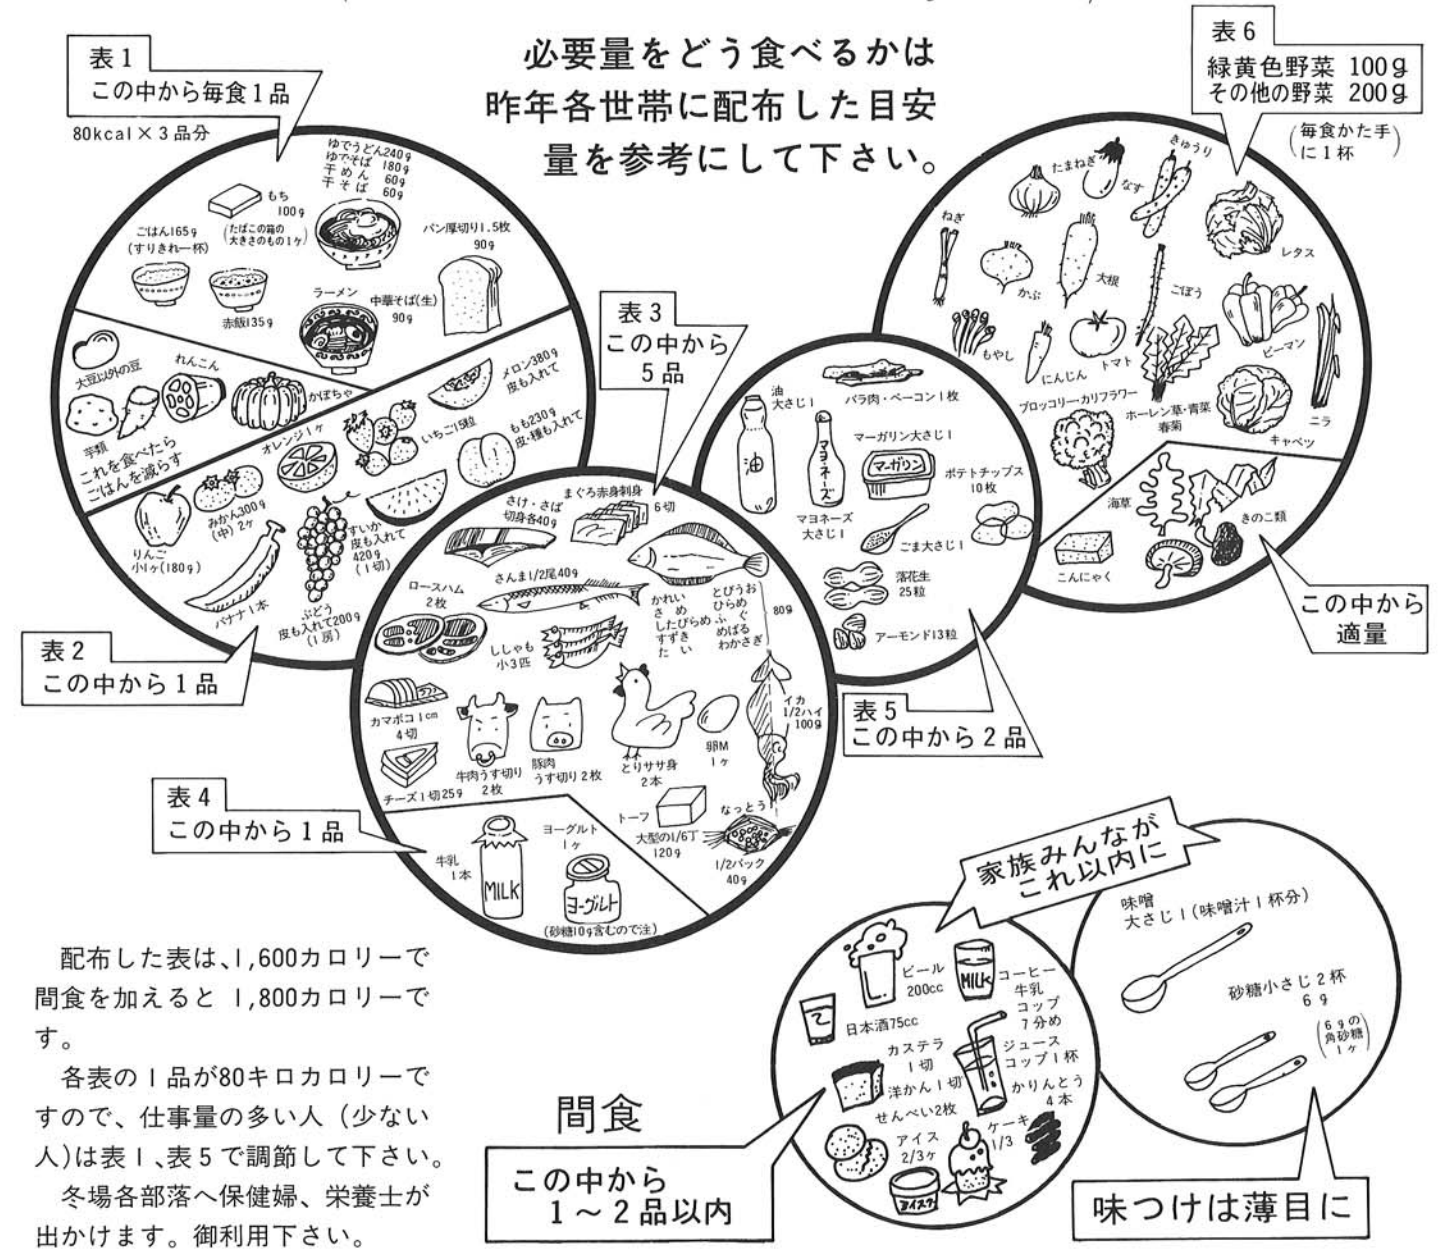 必要量をどう食べるかは
昨年各世帯に配布した目安
量を参考にして下さい。
表1
この中から毎食1品
80kcal×3品分
ゆでうどん240g
ゆでそば 180g
干めん 60g
干そば 60g
もち
100g
(たばこの箱の
大きさのもの1ヶ)
ごはん165g
(すりきれ一杯)
赤飯135g
ラーメン
中華そば(生)
90g
パン厚切り1.5枚
90g
大豆以外の豆
れんこん
かぼちゃ
芋類
これを食べたら
ごはんを減らす
表2
この中から1品
メロン380g
皮も入れて
もも230g
皮・種も入れて
いちご15粒
オレンジ1ヶ
みかん300g
(中)2ヶ
りんご
小1ヶ(180g)
バナナ1本
ぶどう
皮も入れて200g
(1房)
すいか
皮も入れて
420g
(1切)
表3
この中から
5品
さけ・さば
切身各40g
まぐろ赤身刺身
6切
さんま1/2尾40g
ロースハム
2枚
ししゃも
小3匹
かれい
さめ
したびらめ
すずき
たい
とびうお
ひらめ
ふぐ
めばる
わかさぎ
80g
イカ
1/2ハイ
100g
カマボコ1cm
4切
チーズ1切25g
牛肉うす切り
2枚
豚肉
うす切り2枚
とりササ身
2本
卵M
1ヶ
トーフ
大型の1/6丁
120g
なっとう
1/2パック
40g
表4
この中から1品
牛乳
1本
MILK
ヨーグルト
1ヶ
ヨーグルト
(砂糖10g含むので注)
表5
この中から2品
油
大さじ1
油
バラ肉・ベーコン1枚
マヨネーズ
マヨネーズ
大さじ1
マーガリン大さじ1
マーガリン
ポテトチップス
10枚
ごま大さじ1
落花生
25粒
アーモンド13粒
表6
緑黄色野菜 100g
その他の野菜 200g
(毎食かた手
に1杯)
たまねぎ
なす
きゅうり
レタス
ねぎ
かぶ
大根
ごぼう
ピーマン
もやし
にんじん
トマト
ブロッコリー・カリフラワー
ホーレン草・青菜
春菊
キャベツ
ニラ
海草
きのこ類
こんにゃく
この中から
適量
配布した表は、1,600カロリーで
間食を加えると 1,800カロリーで
す。
各表の1品が80キロカロリーで
すので、仕事量の多い人(少ない
人)は表1、表5で調節して下さい。
冬場各部落へ保健婦、栄養士が
出かけます。御利用下さい。
間食
この中から
1〜2品以内
家族みんなが
これ以内に
ビール
200cc
MILK
コーヒー
牛乳
コップ
7分め
日本酒75cc
カステラ
1切
洋かん1切
せんべい2枚
ジュース
コップ1杯
かりんとう
4本
アイス
2/3ヶ
アイスク
ケーキ
1/3
味噌
大さじ1(味噌汁1杯分)
砂糖小さじ2杯
6g
(6gの
角砂糖
1ヶ)
味つけは薄目に